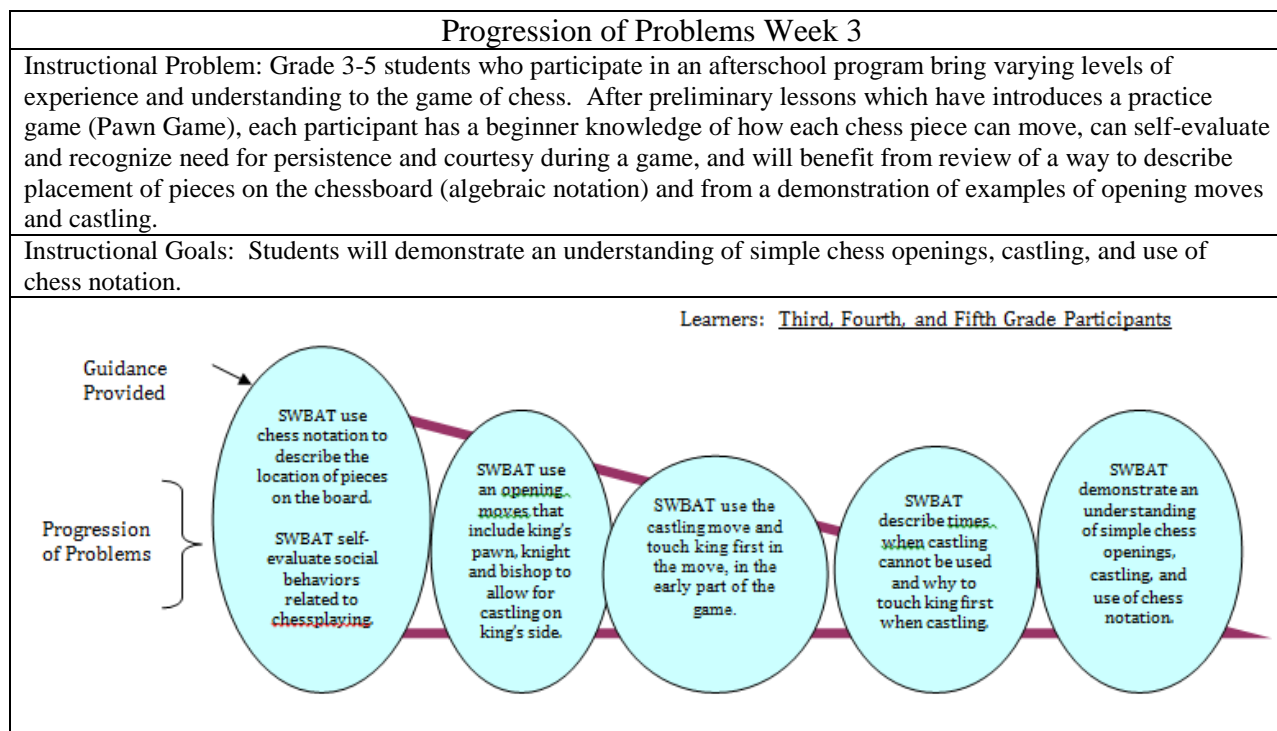 Progression of Problems Week 3
Instructional Problem: Grade 3-5 students who participate in an afterschool program bring varying levels of
experience and understanding to the game of chess.  After preliminary lessons which have introduces a practice
game (Pawn Game), each participant has a beginner knowledge of how each chess piece can move, can self-evaluate
and recognize need for persistence and courtesy during a game, and will benefit from review of a way to describe
placement of pieces on the chessboard (algebraic notation) and from a demonstration of examples of opening moves
and castling.
Instructional Goals:  Students will demonstrate an understanding of simple chess openings, castling, and use of
chess notation.
Learners:  Third, Fourth, and Fifth Grade Participants
Guidance
Provided
Progression
of Problems
SWBAT use
chess notation to
describe the
location of pieces
on the board.
SWBAT self-
evaluate social
behaviors
related to
chessplaying.
SWBAT use
an opening
moves that
include king's
pawn, knight
and bishop to
allow for
castling on
king's side.
SWBAT use the
castling move and
touch king first in
the move, in the
early part of the
game.
SWBAT
describe times
when castling
cannot be used
and why to
touch king first
when castling.
SWBAT
demonstrate an
understanding
of simple chess
openings,
castling, and
use of chess
notation.